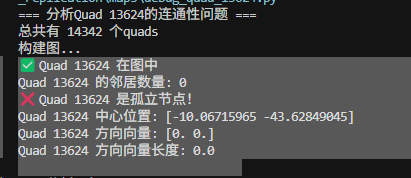 === 分析Quad 13624的连通性问题 ===
总共有 14342 个quads
构建图...
✅ Quad 13624 在图中
Quad 13624 的邻居数量: 0
❌ Quad 13624 是孤立节点!
Quad 13624 中心位置: [-10.06715965 -43.62849045]
Quad 13624 方向向量: [0. 0.]
Quad 13624 方向向量长度: 0.0